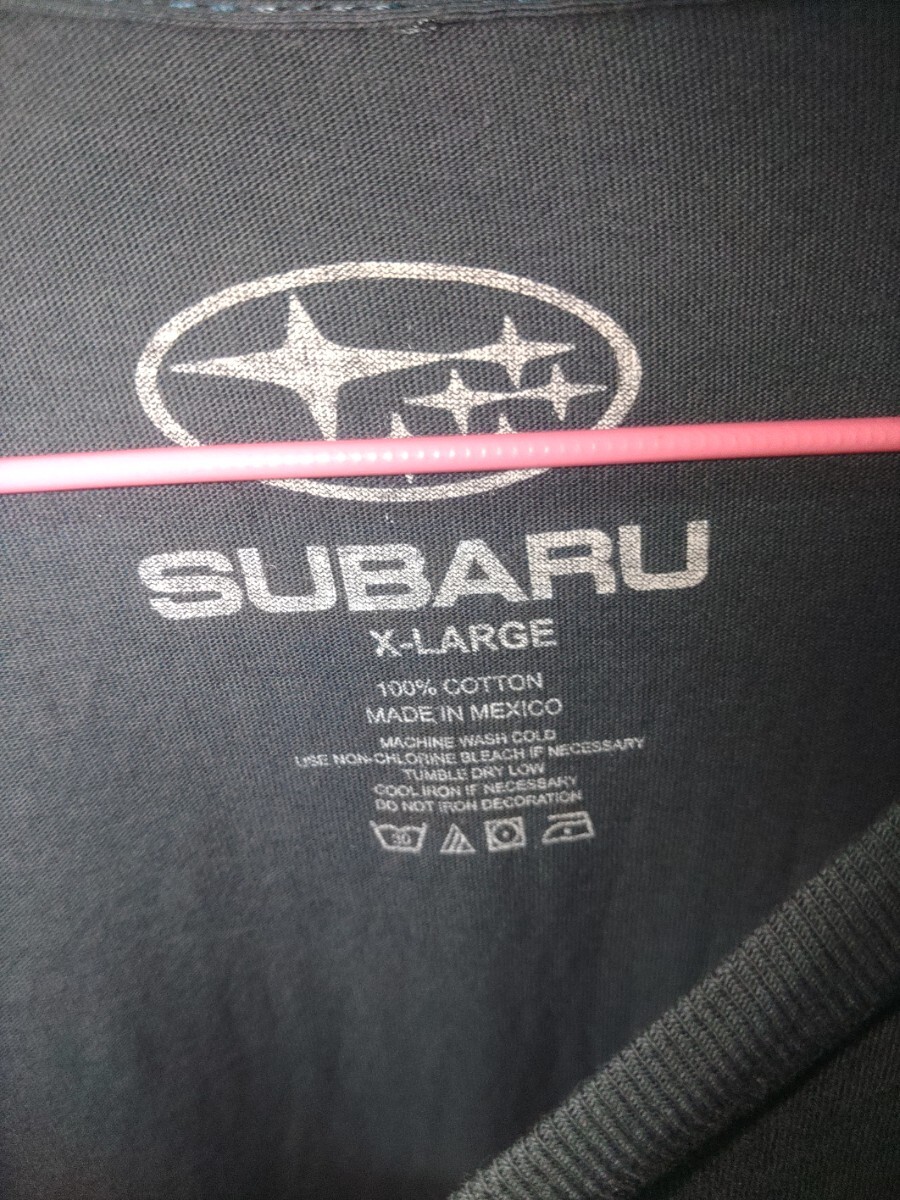 SUBARU
X-LARGE
100% COTTON
MADE IN MEXICO
MACHINE WASH COLD
USE NON-CHLORINE BLEACH IF NECESSARY
TUMBLE DRY LOW
COOL IRON IF NECESSARY
DO NOT IRON DECORATION
30